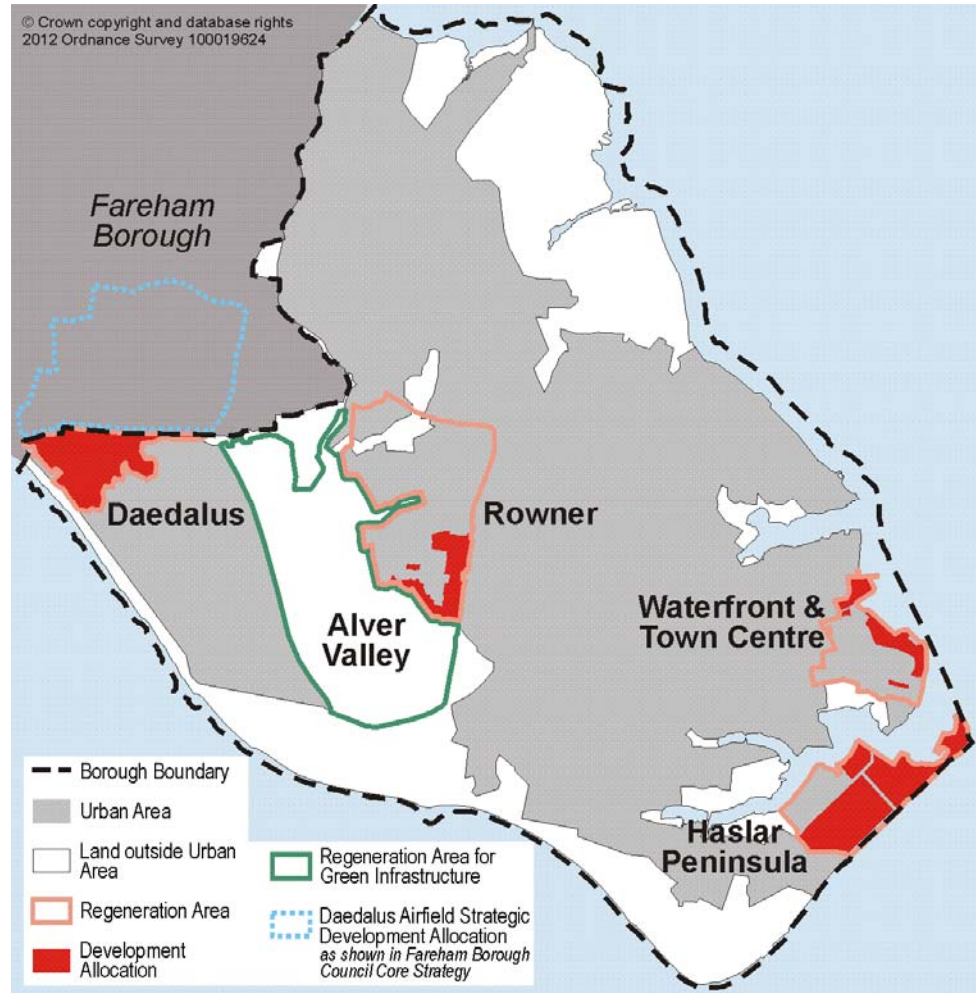 © Crown copyright and database rights
2012 Ordnance Survey 100019624
Fareham
Borough
Daedalus
Rowner
Alver
Valley
Waterfront &
Town Centre
Haslar
Peninsula
Borough Boundary
Urban Area
Land outside Urban
Area
Regeneration Area
Development
Allocation
Regeneration Area for
Green Infrastructure
Daedalus Airfield Strategic
Development Allocation
as shown in Fareham Borough
Council Core Strategy